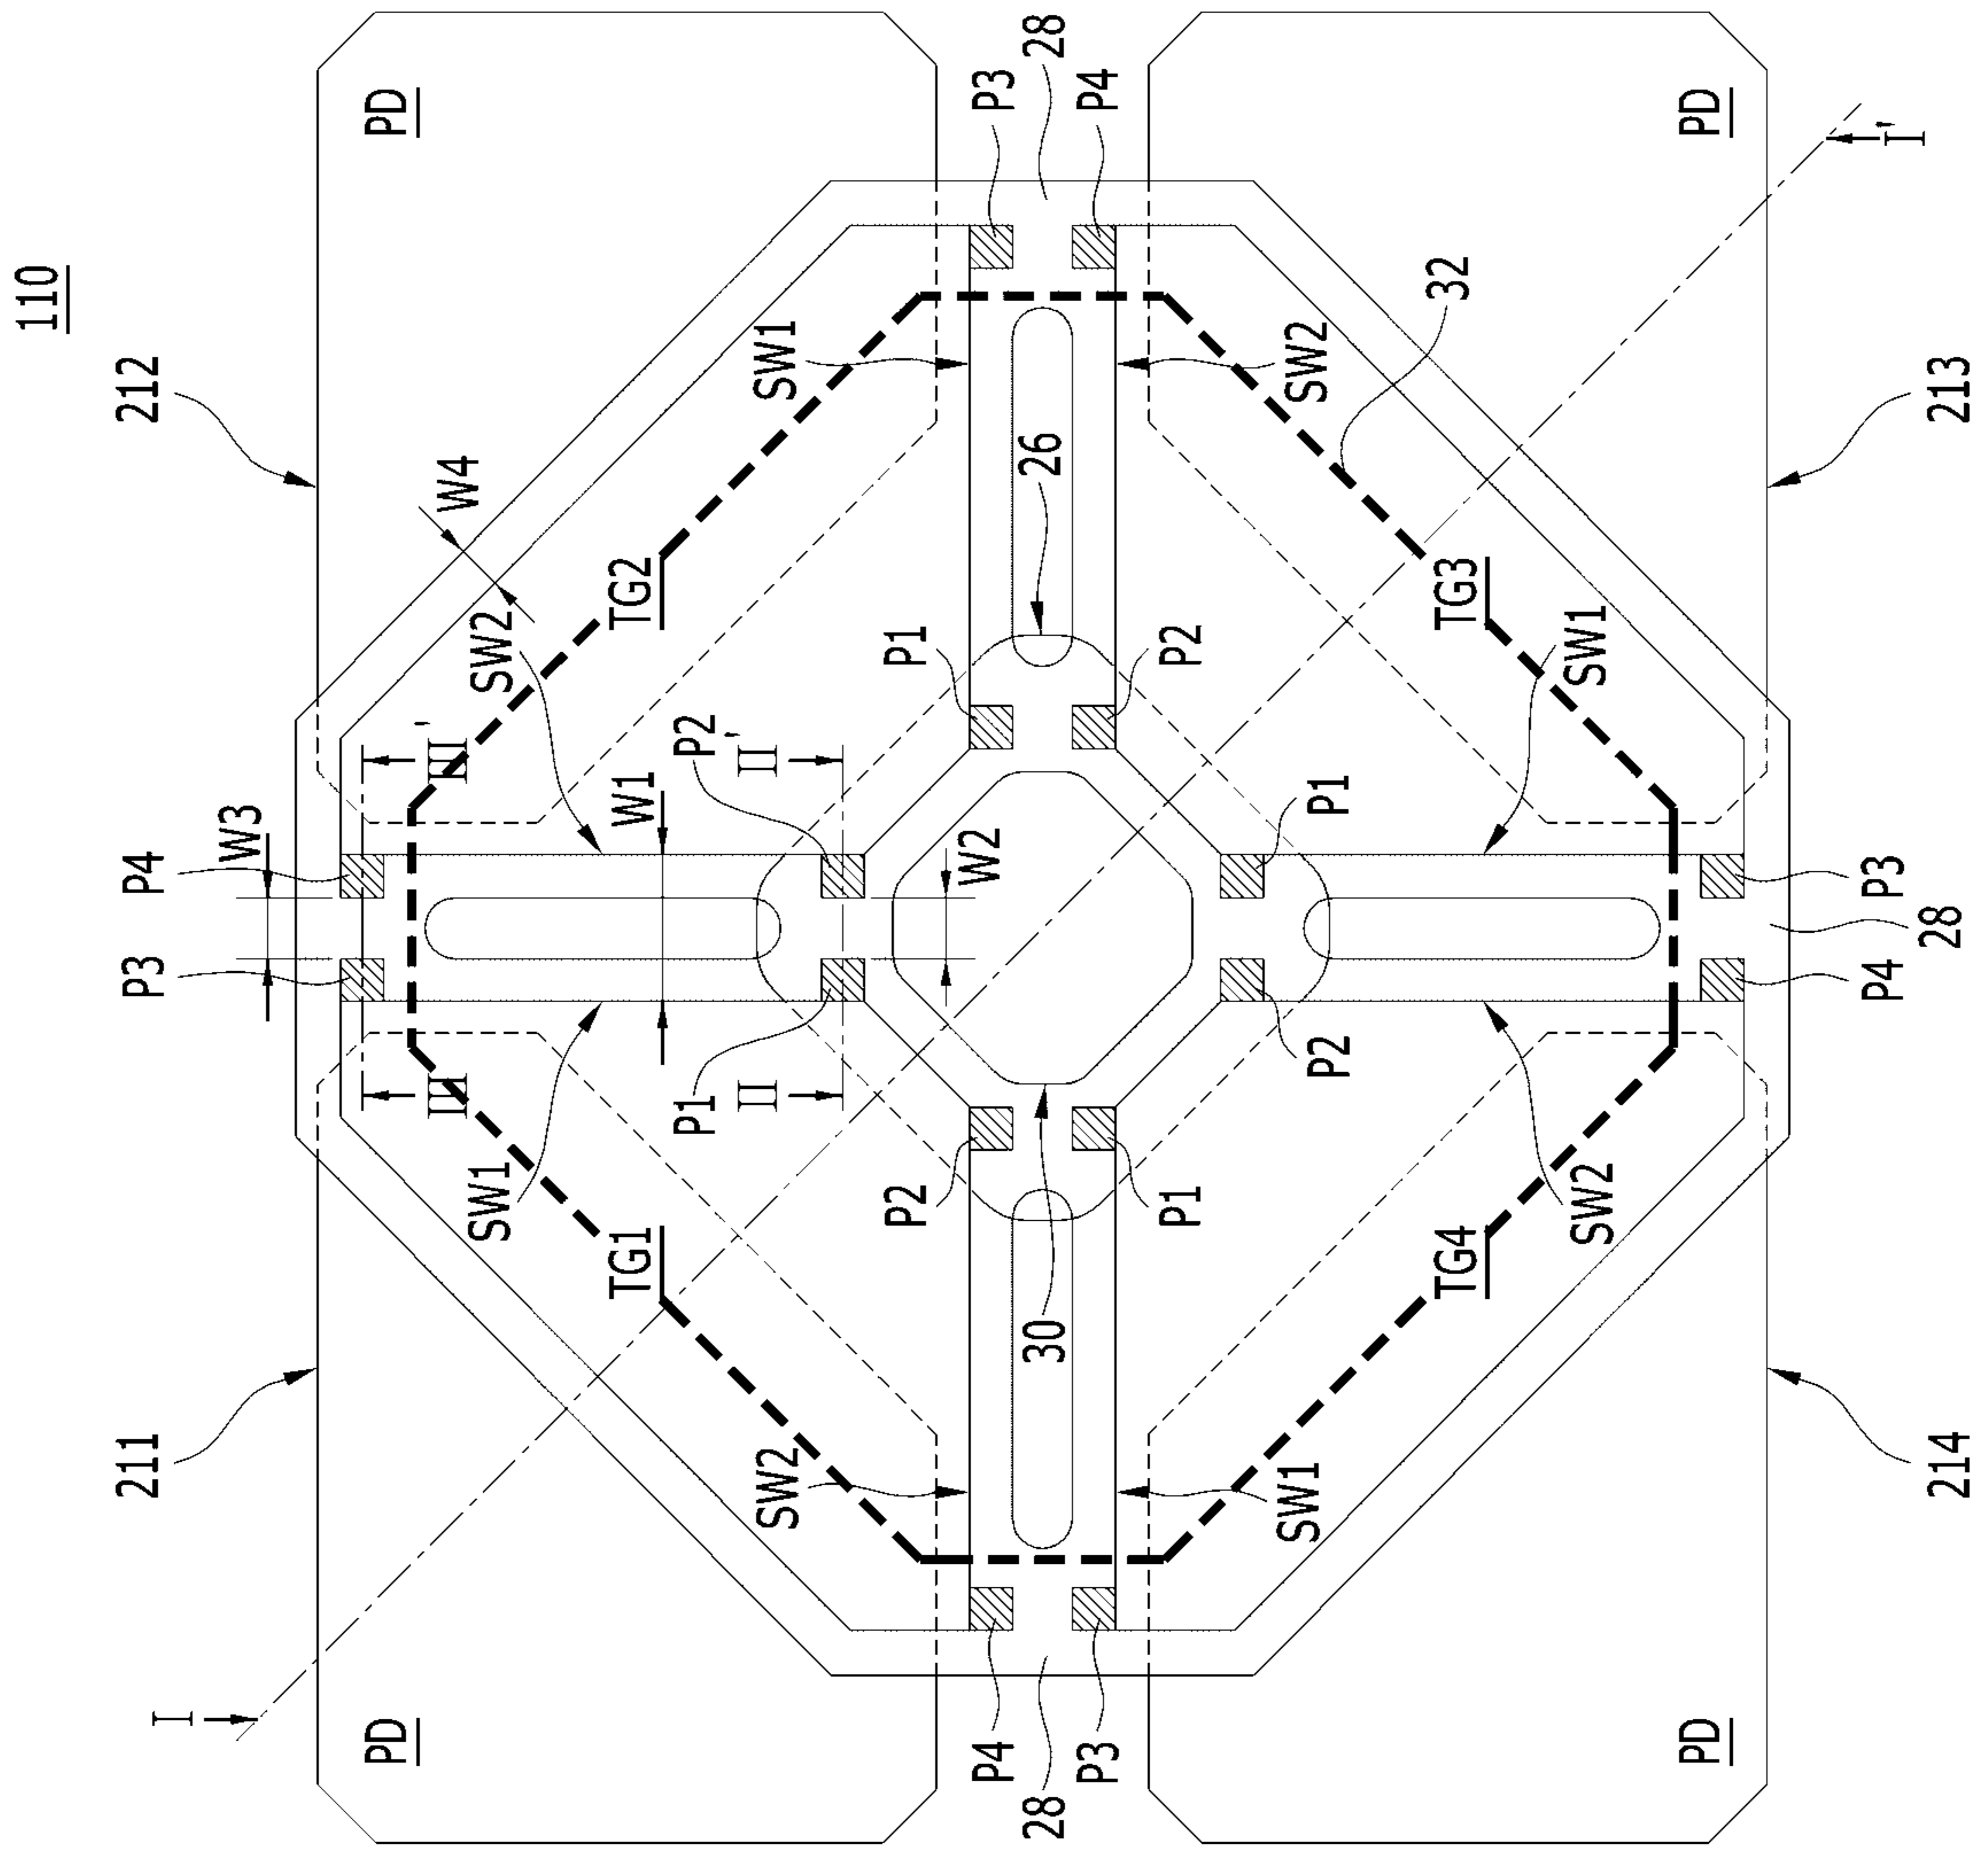 110
I
211
P3
P4
212
W3
PD
PD
III
III'
W4
SW1
SW2
TG1
W1
TG2
P1
P2
II
II'
SW2
SW1
P2
P1
W2
P4
P3
28
30
26
28
P3
P4
P1
P2
SW1
SW2
P2
P1
32
TG4
TG3
SW2
SW1
PD
PD
P4
P3
I'
214
28
213